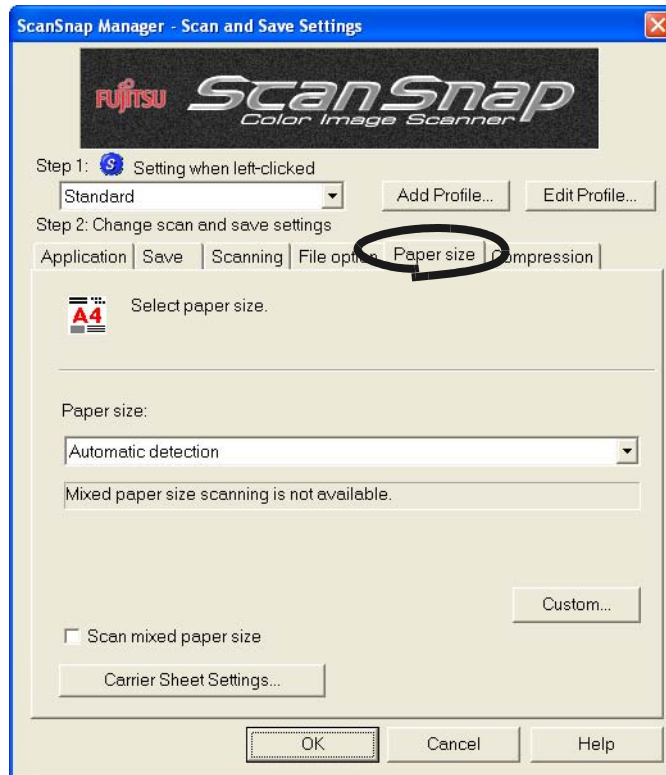 ScanSnap Manager - Scan and Save Settings
FUJITSU ScanSnap
Color Image Scanner
Step 1: S Setting when left-clicked
Standard Add Profile... Edit Profile...
Step 2: Change scan and save settings
Application Save Scanning File option Paper size Compression
A4 Select paper size.
Paper size:
Automatic detection
Mixed paper size scanning is not available.
Custom...
Scan mixed paper size
Carrier Sheet Settings...
OK Cancel Help